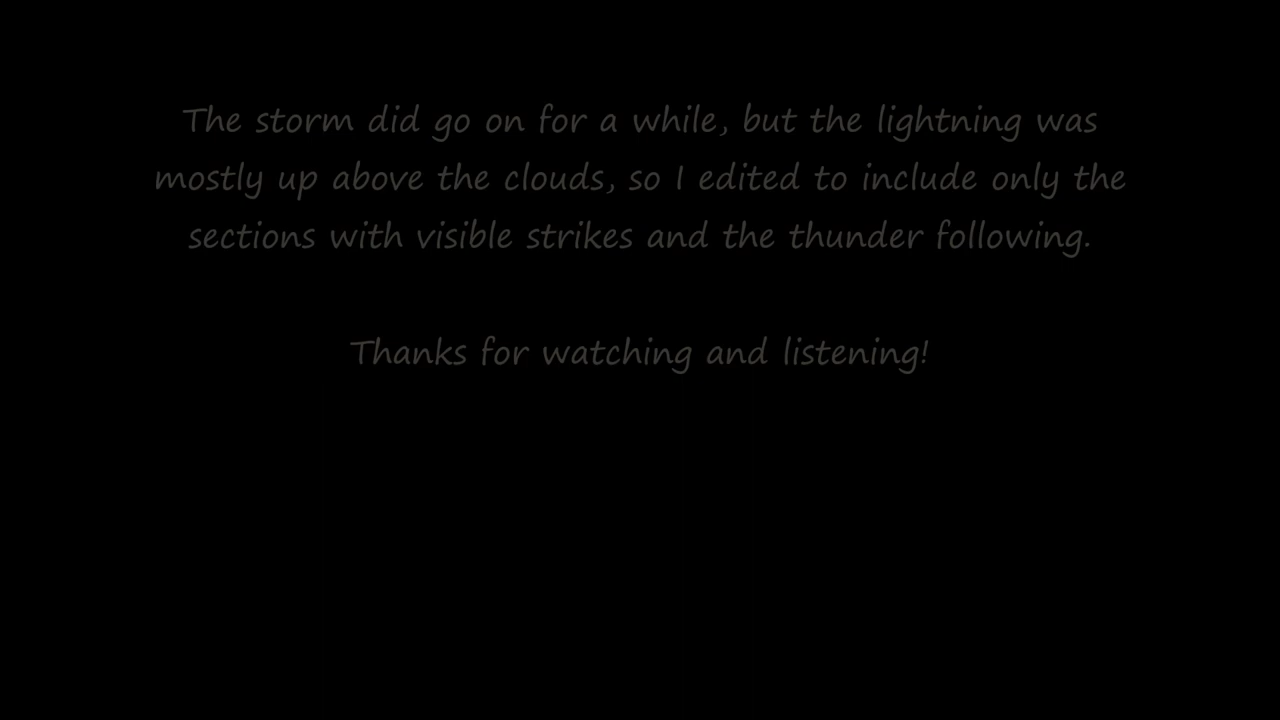 The storm did go on for a while, but the lightning was
mostly up above the clouds, so I edited to include only the
sections with visible strikes and the thunder following.
Thanks for watching and listening!